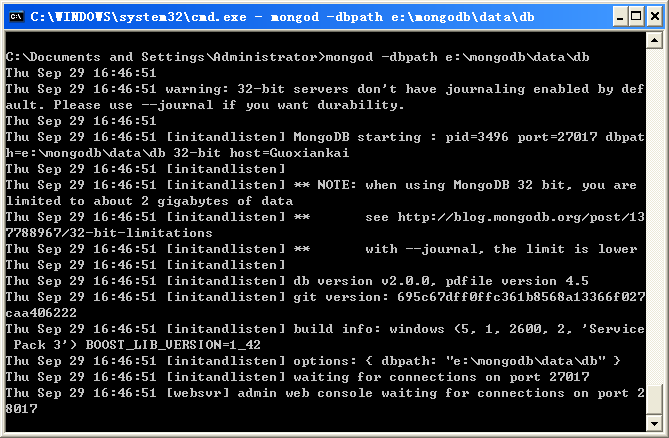 C:\WINDOWS\system32\cmd.exe - mongod -dbpath e:\mongodb\data\db
C:\Documents and Settings\Administrator>mongod -dbpath e:\mongodb\data\db
Thu Sep 29 16:46:51
Thu Sep 29 16:46:51 warning: 32-bit servers don't have journaling enabled by def
ault. Please use --journal if you want durability.
Thu Sep 29 16:46:51
Thu Sep 29 16:46:51 [initandlisten] MongoDB starting : pid=3496 port=27017 dbpat
h=e:\mongodb\data\db 32-bit host=Guoxiankai
Thu Sep 29 16:46:51 [initandlisten]
Thu Sep 29 16:46:51 [initandlisten] ** NOTE: when using MongoDB 32 bit, you are
limited to about 2 gigabytes of data
Thu Sep 29 16:46:51 [initandlisten] **       see http://blog.mongodb.org/post/13
7788967/32-bit-limitations
Thu Sep 29 16:46:51 [initandlisten] **       with --journal, the limit is lower
Thu Sep 29 16:46:51 [initandlisten]
Thu Sep 29 16:46:51 [initandlisten] db version v2.0.0, pdfile version 4.5
Thu Sep 29 16:46:51 [initandlisten] git version: 695c67dff0ffc361b8568a13366f027
caa406222
Thu Sep 29 16:46:51 [initandlisten] build info: windows (5, 1, 2600, 2, 'Service
 Pack 3') BOOST_LIB_VERSION=1_42
Thu Sep 29 16:46:51 [initandlisten] options: { dbpath: "e:\mongodb\data\db" }
Thu Sep 29 16:46:51 [initandlisten] waiting for connections on port 27017
Thu Sep 29 16:46:51 [websvr] admin web console waiting for connections on port 2
8017